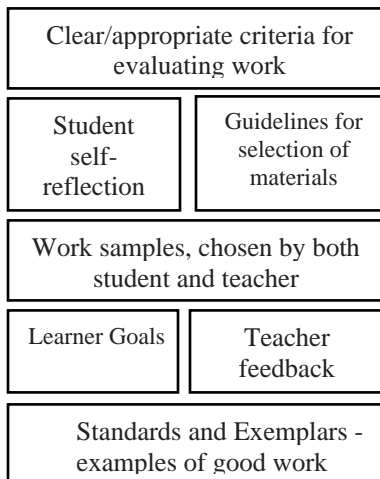 Clear/appropriate criteria for
evaluating work
Student
self-
reflection
Guidelines for
selection of
materials
Work samples, chosen by both
student and teacher
Learner Goals
Teacher
feedback
Standards and Exemplars -
examples of good work